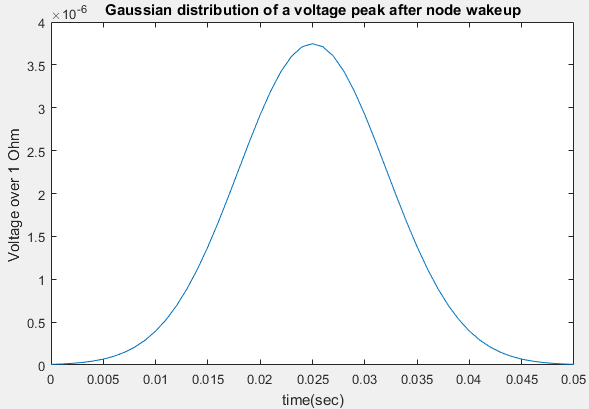 Gaussian distribution of a voltage peak after node wakeup
×10-6
4
3.5
3
2.5
2
1.5
1
0.5
0
Voltage over 1 Ohm
0 0.005 0.01 0.015 0.02 0.025 0.03 0.035 0.04 0.045 0.05
time(sec)